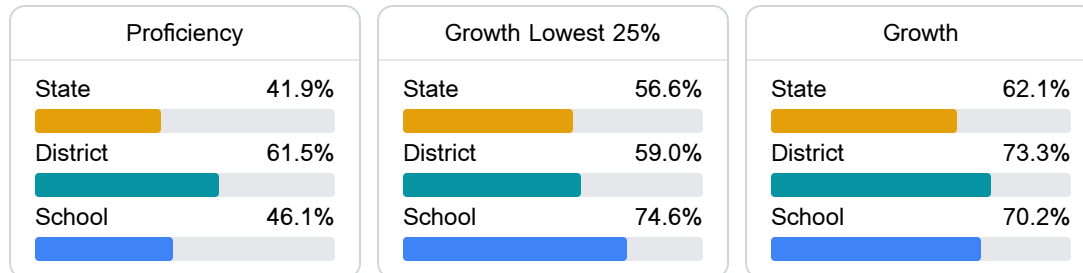 Proficiency
State 41.9%
District 61.5%
School 46.1%
Growth Lowest 25%
State 56.6%
District 59.0%
School 74.6%
Growth
State 62.1%
District 73.3%
School 70.2%